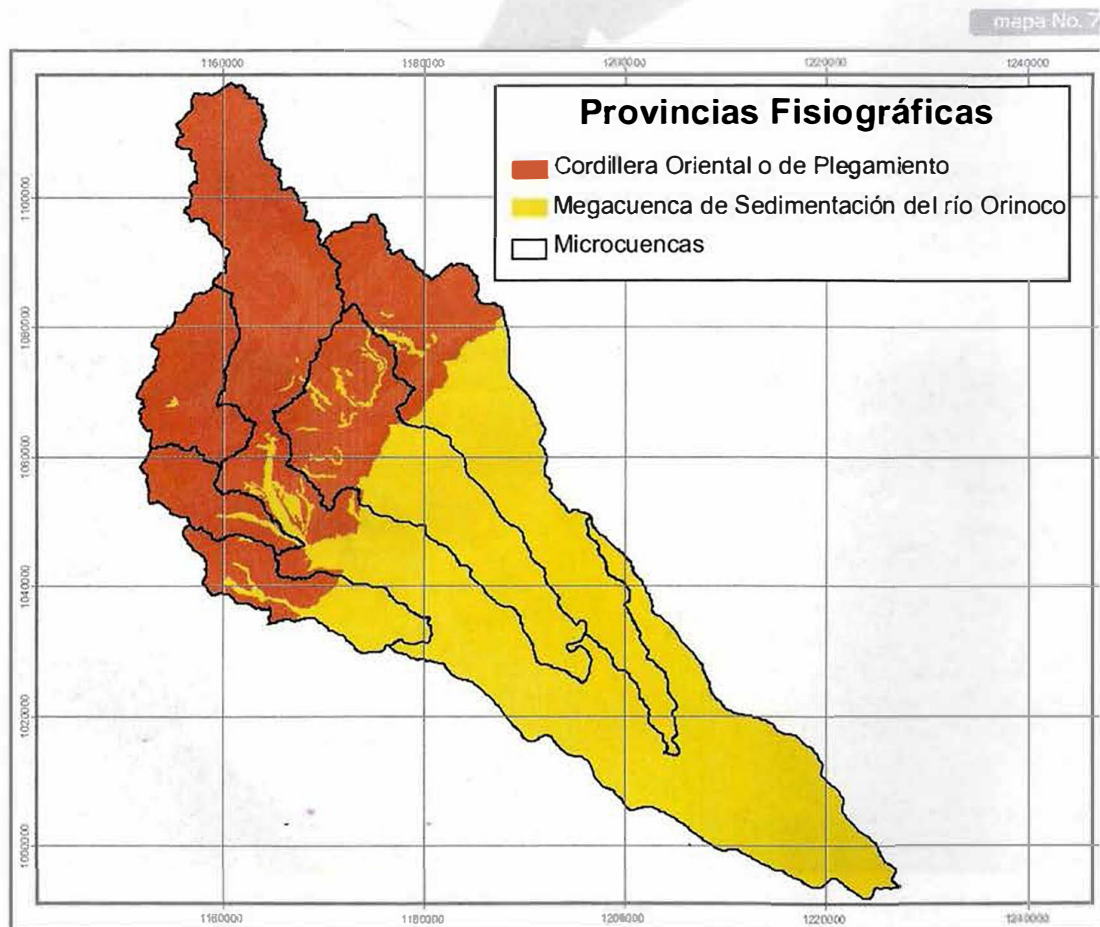 mapa No. 7
1160000 1180000 1200000 1220000 1240000
Provincias Fisiográficas
Cordillera Oriental o de Plegamiento
Megacuenca de Sedimentación del río Orinoco
Microcuencas
1100000
1080000
1060000
1040000
1020000
1000000
1160000 1180000 1200000 1220000 1240000